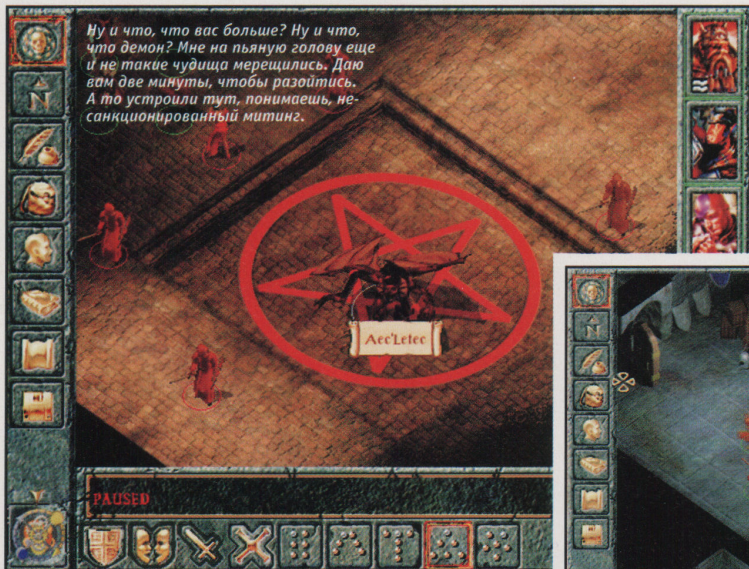 Ну и что, что вас больше? Ну и что,
что демон? Мне на пьяную голову еще
и не такие чудища мерещились. Даю
вам две минуты, чтобы разойтись.
А то устроили тут, понимаешь, не-
санкционированный митинг.
N
Aec'Letec
PAUSED